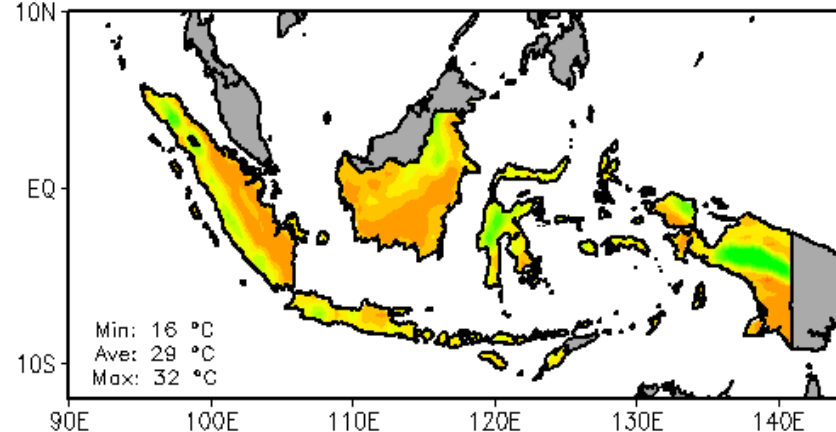 10N
EQ
10S
Min: 16 °C
Ave: 29 °C
Max: 32 °C
90E 100E 110E 120E 130E 140E